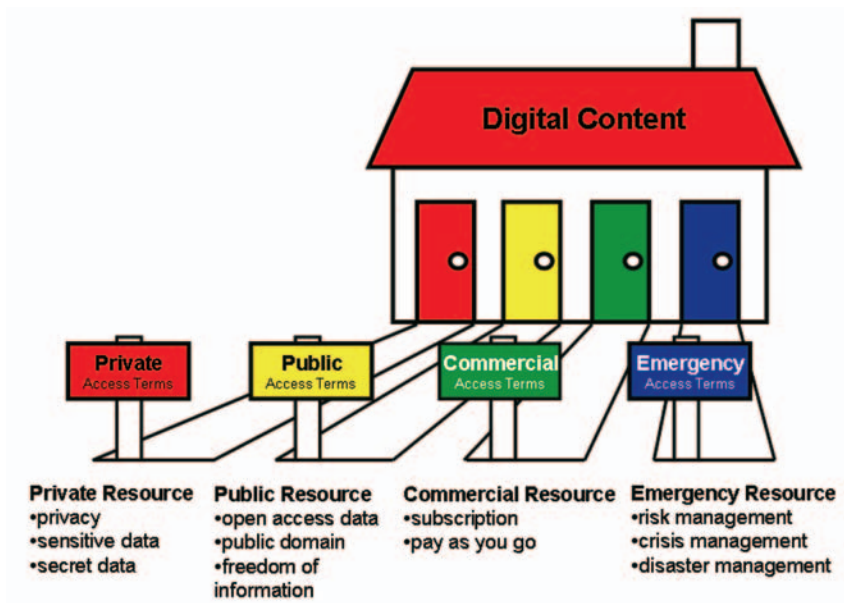 Digital Content
Private
Access Terms
Public
Access Terms
Commercial
Access Terms
Emergency
Access Terms
Private Resource
•privacy
•sensitive data
•secret data
Public Resource
•open access data
•public domain
•freedom of
information
Commercial Resource
•subscription
•pay as you go
Emergency Resource
•risk management
•crisis management
•disaster management